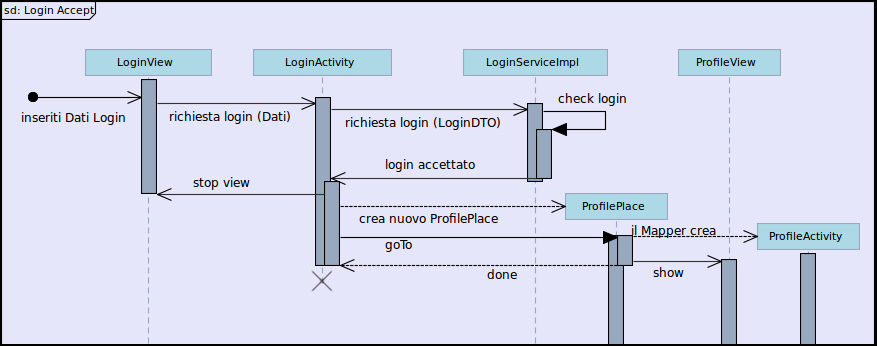 sd: Login Accept
LoginView
LoginActivity
LoginServiceImpl
ProfileView
inseriti Dati Login
richiesta login (Dati)
richiesta login (LoginDTO)
check login
login accettato
stop view
ProfilePlace
crea nuovo ProfilePlace
il Mapper crea
ProfileActivity
goTo
done
show